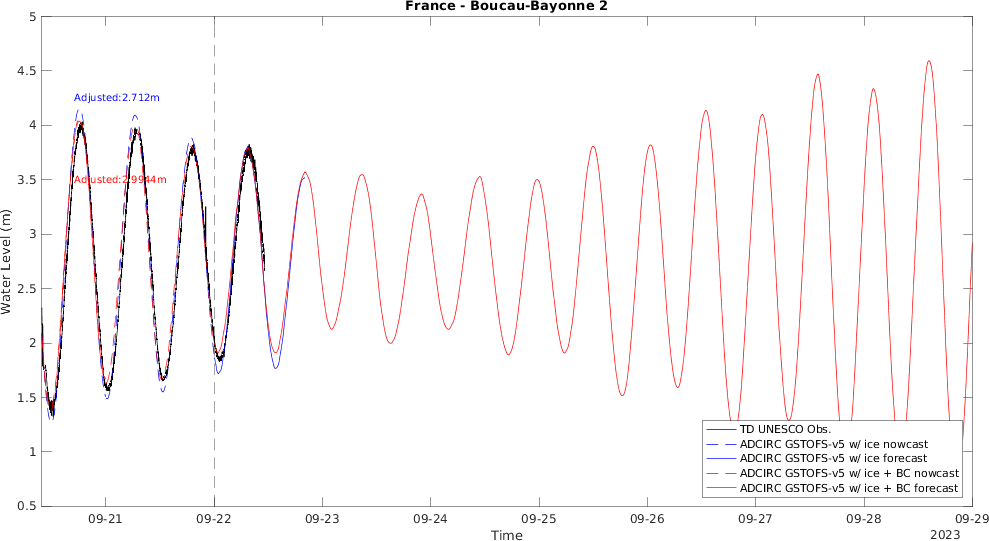 France - Boucau-Bayonne 2
5
4.5
4
3.5
3
2.5
2
1.5
1
0.5
Water Level (m)
Adjusted:2.712m
Adjusted:2.9944m
TD UNESCO Obs.
ADCIRC GSTOFS-v5 w/ ice nowcast
ADCIRC GSTOFS-v5 w/ ice forecast
ADCIRC GSTOFS-v5 w/ ice + BC nowcast
ADCIRC GSTOFS-v5 w/ ice + BC forecast
09-21 09-22 09-23 09-24 09-25 09-26 09-27 09-28 09-29
Time
2023